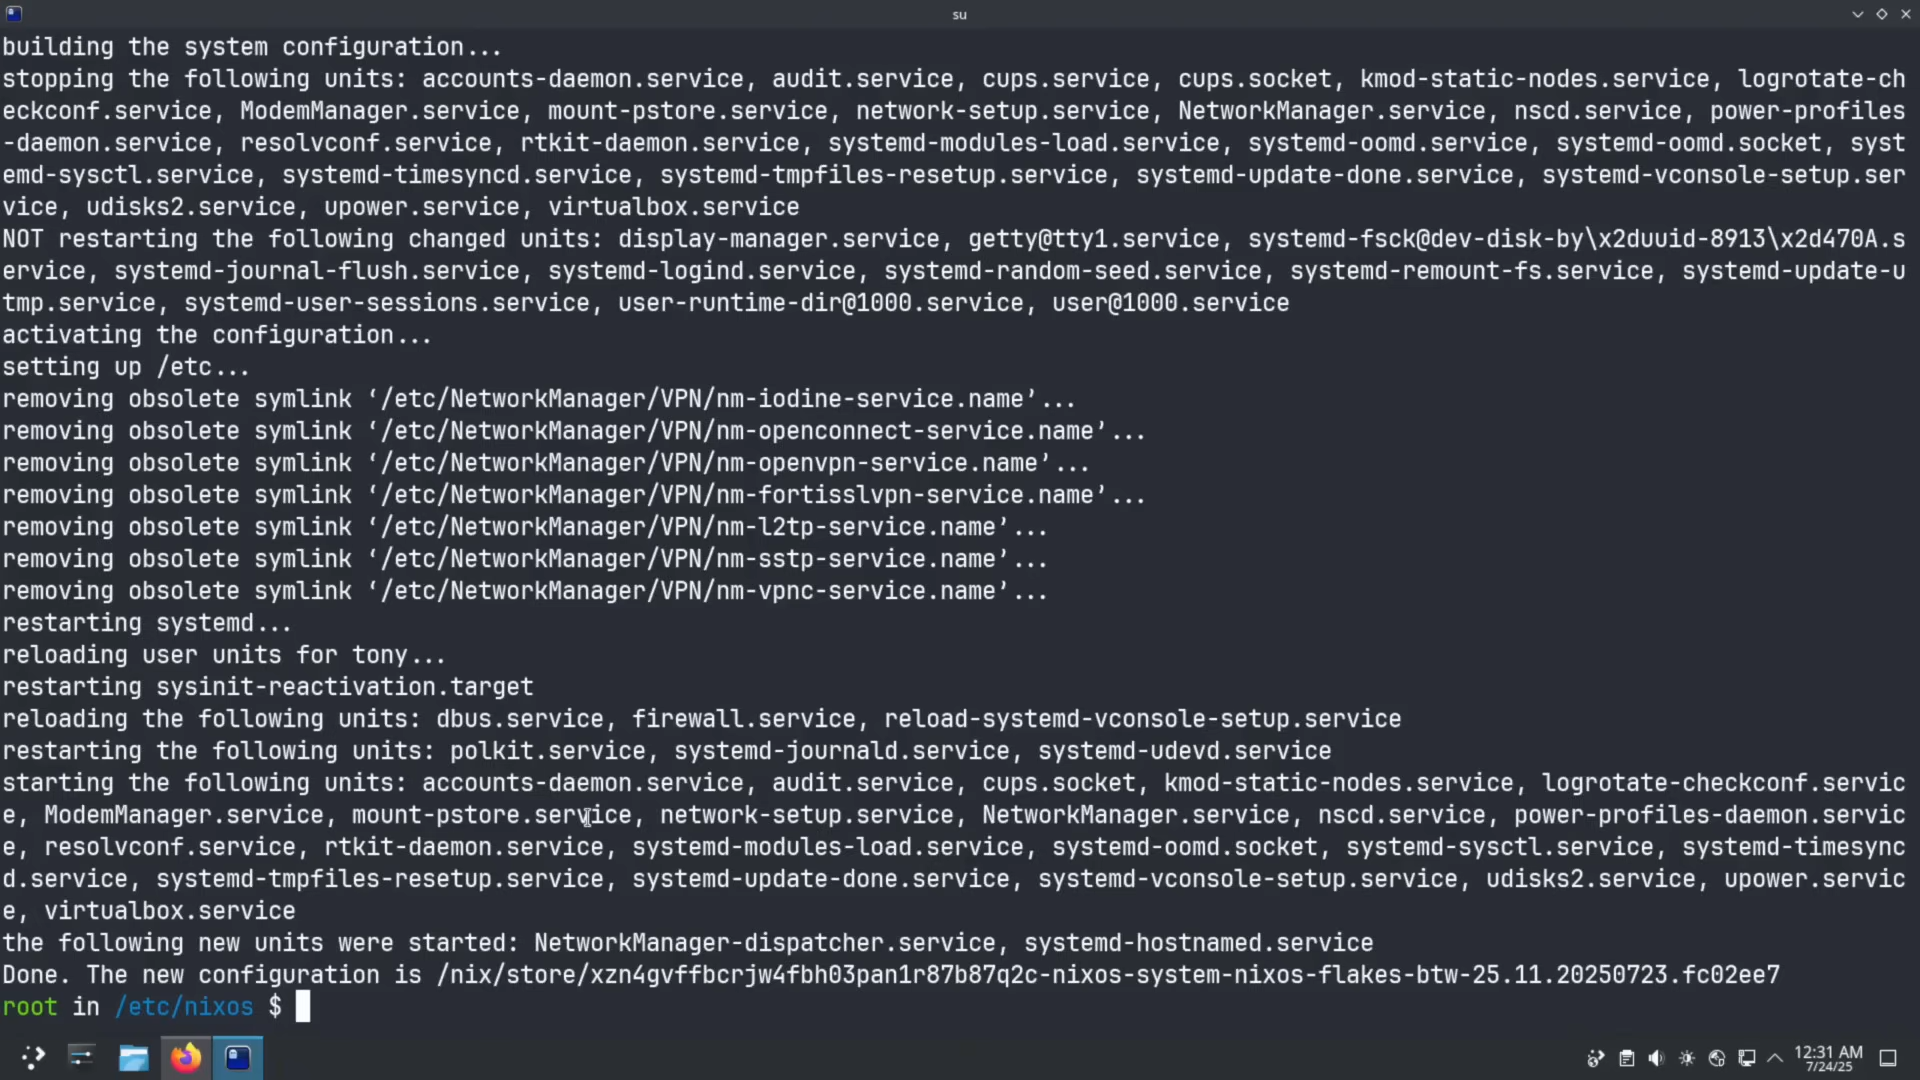 su
building the system configuration...
stopping the following units: accounts-daemon.service, audit.service, cups.service, cups.socket, kmod-static-nodes.service, logrotate-ch
eckconf.service, ModemManager.service, mount-pstore.service, network-setup.service, NetworkManager.service, nscd.service, power-profiles
-daemon.service, resolvconf.service, rtkit-daemon.service, systemd-modules-load.service, systemd-oomd.service, systemd-oomd.socket, syst
emd-sysctl.service, systemd-timesyncd.service, systemd-tmpfiles-resetup.service, systemd-update-done.service, systemd-vconsole-setup.ser
vice, udisks2.service, upower.service, virtualbox.service
NOT restarting the following changed units: display-manager.service, getty@tty1.service, systemd-fsck@dev-disk-by\x2duuid-8913\x2d470A.s
ervice, systemd-journal-flush.service, systemd-logind.service, systemd-random-seed.service, systemd-remount-fs.service, systemd-update-u
tmp.service, systemd-user-sessions.service, user-runtime-dir@1000.service, user@1000.service
activating the configuration...
setting up /etc...
removing obsolete symlink ‘/etc/NetworkManager/VPN/nm-iodine-service.name’...
removing obsolete symlink ‘/etc/NetworkManager/VPN/nm-openconnect-service.name’...
removing obsolete symlink ‘/etc/NetworkManager/VPN/nm-openvpn-service.name’...
removing obsolete symlink ‘/etc/NetworkManager/VPN/nm-fortisslvpn-service.name’...
removing obsolete symlink ‘/etc/NetworkManager/VPN/nm-l2tp-service.name’...
removing obsolete symlink ‘/etc/NetworkManager/VPN/nm-sstp-service.name’...
removing obsolete symlink ‘/etc/NetworkManager/VPN/nm-vpnc-service.name’...
restarting systemd...
reloading user units for tony...
restarting sysinit-reactivation.target
reloading the following units: dbus.service, firewall.service, reload-systemd-vconsole-setup.service
restarting the following units: polkit.service, systemd-journald.service, systemd-udevd.service
starting the following units: accounts-daemon.service, audit.service, cups.socket, kmod-static-nodes.service, logrotate-checkconf.servic
e, ModemManager.service, mount-pstore.service, network-setup.service, NetworkManager.service, nscd.service, power-profiles-daemon.servic
e, resolvconf.service, rtkit-daemon.service, systemd-modules-load.service, systemd-oomd.socket, systemd-sysctl.service, systemd-timesync
d.service, systemd-tmpfiles-resetup.service, systemd-update-done.service, systemd-vconsole-setup.service, udisks2.service, upower.servic
e, virtualbox.service
the following new units were started: NetworkManager-dispatcher.service, systemd-hostnamed.service
Done. The new configuration is /nix/store/xzn4gvffbcrjw4fbh03pan1r87b87q2c-nixos-system-nixos-flakes-btw-25.11.20250723.fc02ee7
root in /etc/nixos $
12:31 AM
7/24/25